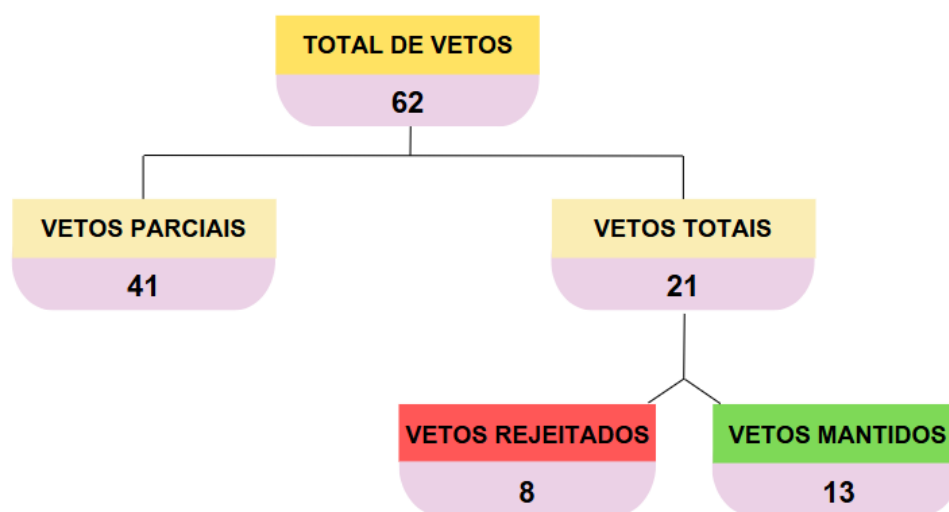 TOTAL DE VETOS
62
VETOS PARCIAIS
41
VETOS TOTAIS
21
VETOS REJEITADOS
8
VETOS MANTIDOS
13